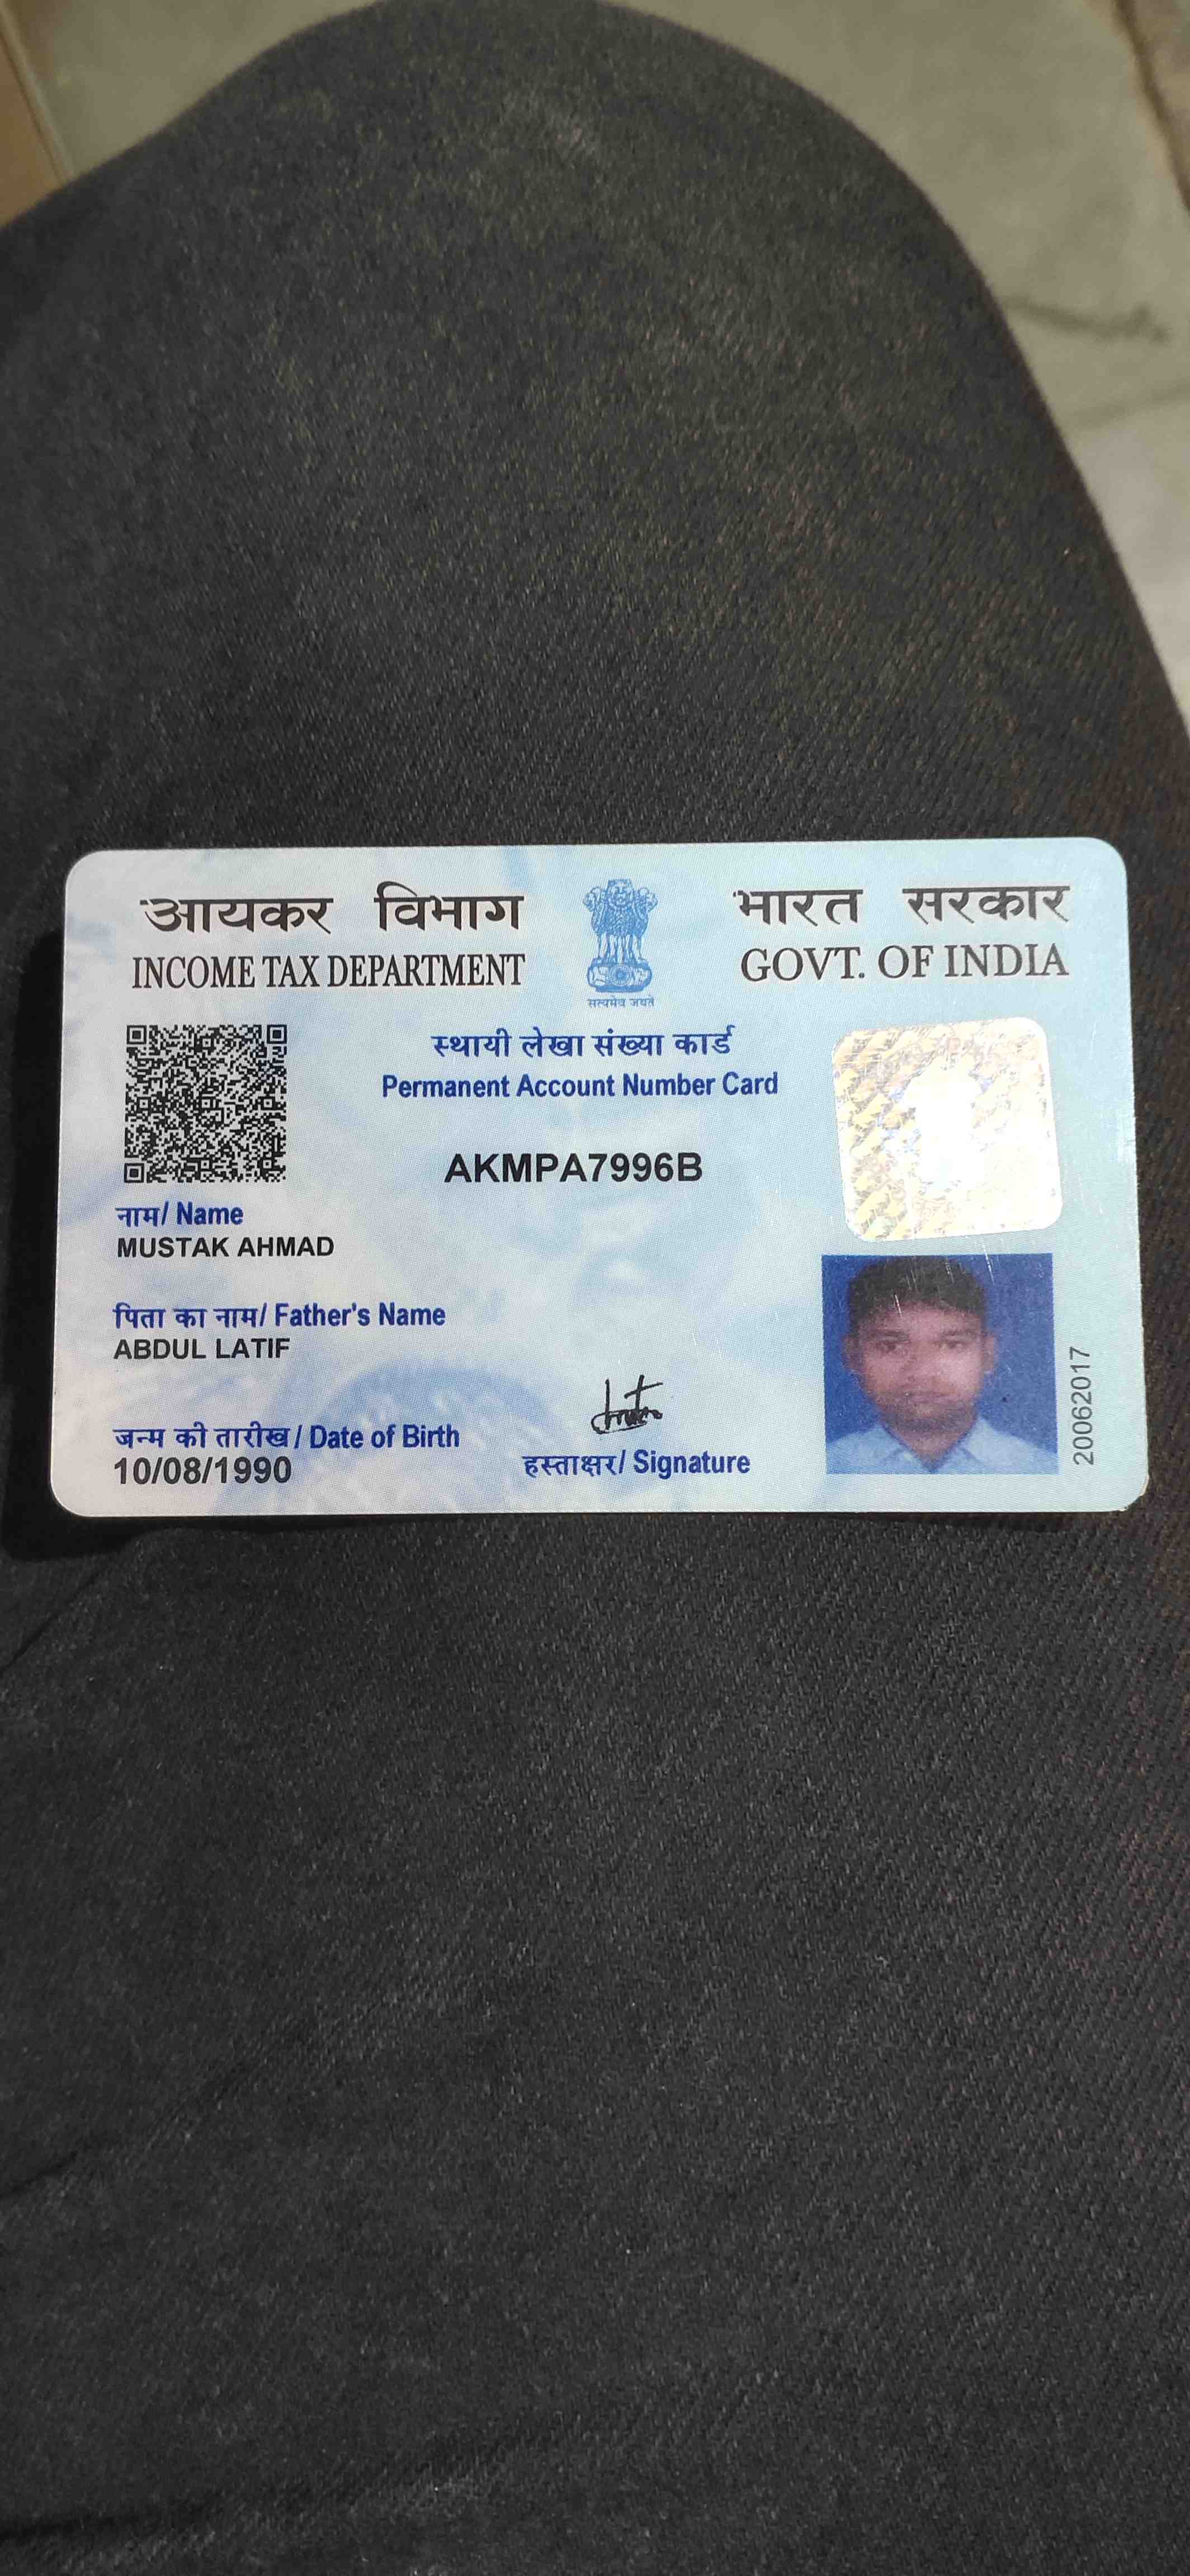 आयकर विभाग
INCOME TAX DEPARTMENT
सत्यमेव जयते
भारत सरकार
GOVT. OF INDIA
स्थायी लेखा संख्या कार्ड
Permanent Account Number Card
AKMPA7996B
नाम/ Name
MUSTAK AHMAD
पिता का नाम/ Father's Name
ABDUL LATIF
जन्म की तारीख/ Date of Birth
10/08/1990
हस्ताक्षर/ Signature
20062017